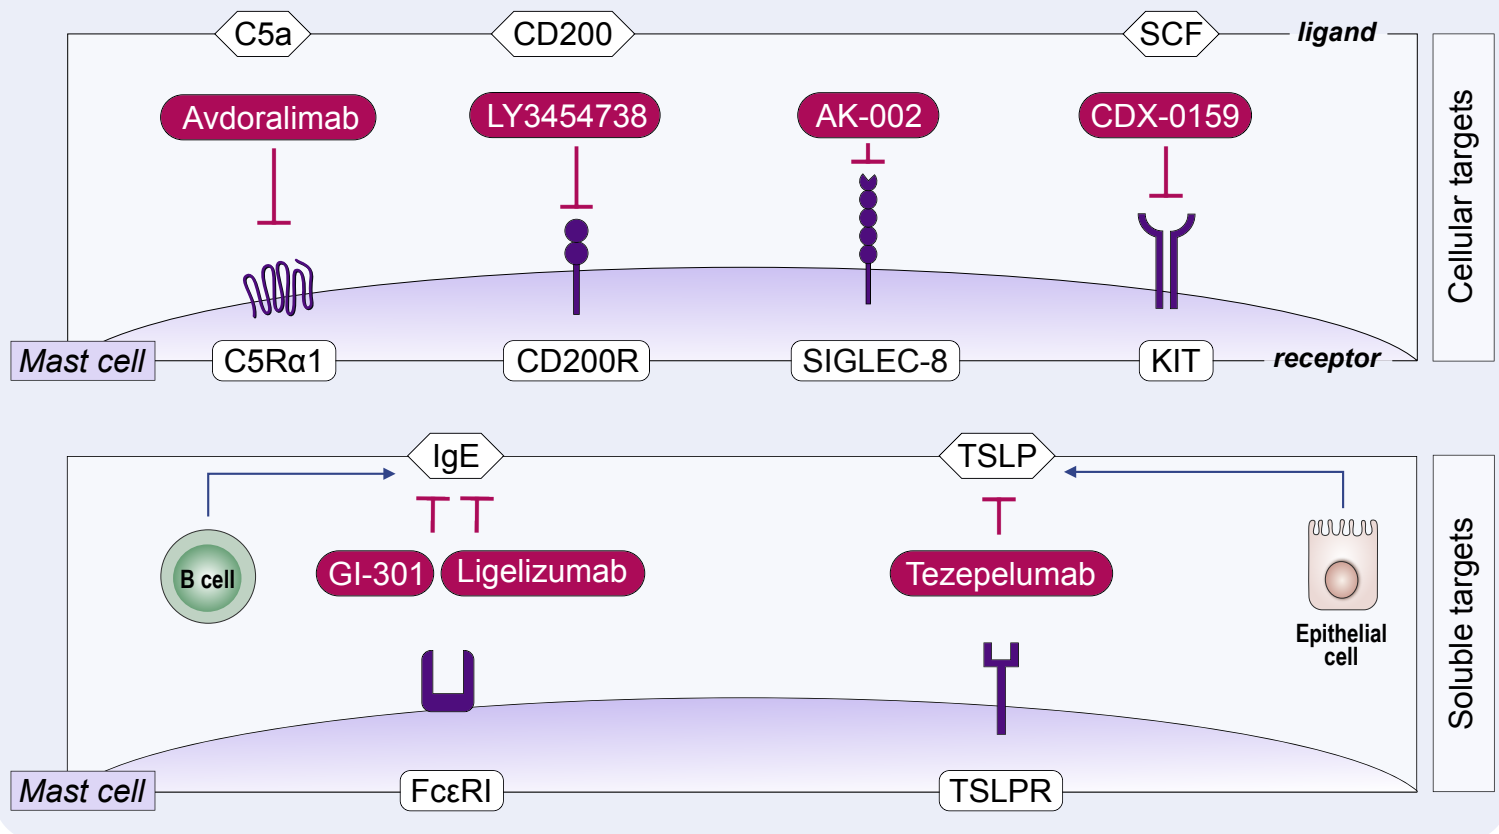 C5a
CD200
SCF
ligand
Avdoralimab
LY3454738
AK-002
CDX-0159
Cellular targets
Mast cell
C5Rα1
CD200R
SIGLEC-8
KIT
receptor
IgE
TSLP
B cell
GI-301
Ligelizumab
Tezepelumab
Epithelial
cell
Soluble targets
Mast cell
FcεRI
TSLPR